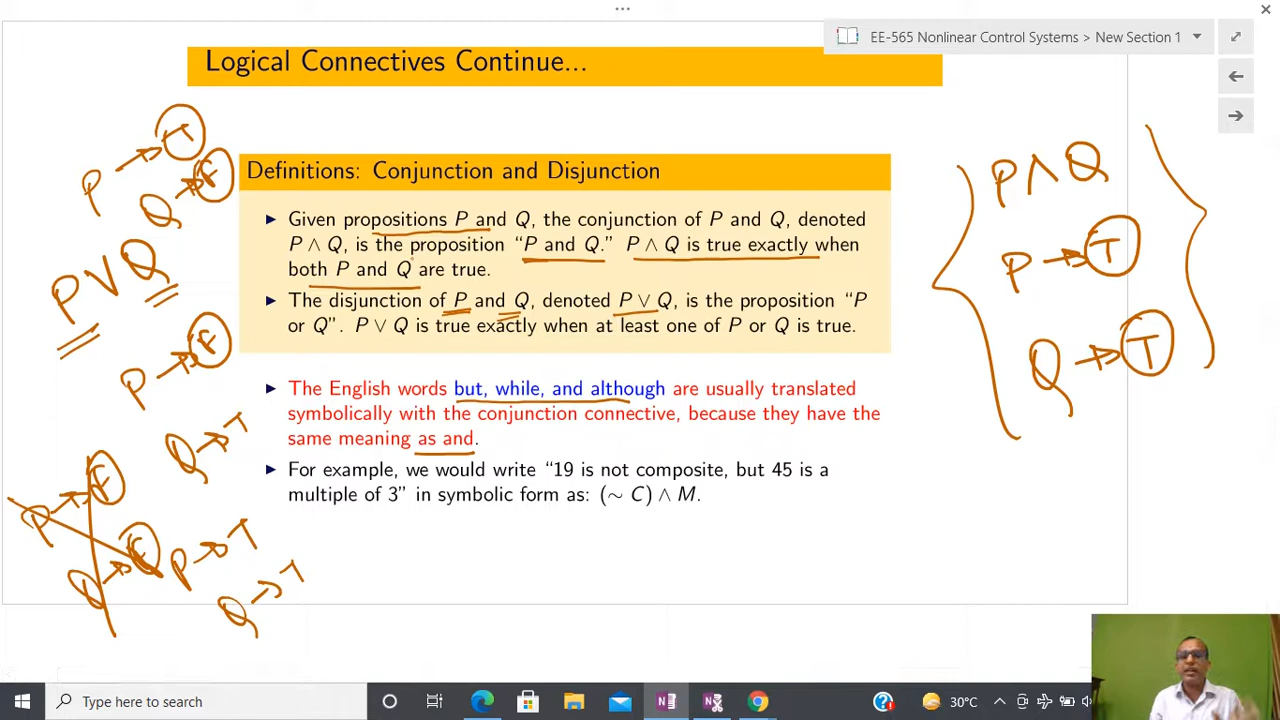 EE-565 Nonlinear Control Systems > New Section 1
Logical Connectives Continue...
Definitions: Conjunction and Disjunction
Given propositions P and Q, the conjunction of P and Q, denoted
P ∧ Q, is the proposition “P and Q.” P ∧ Q is true exactly when
both P and Q are true.
The disjunction of P and Q, denoted P ∨ Q, is the proposition “P
or Q”. P ∨ Q is true exactly when at least one of P or Q is true.
The English words but, while, and although are usually translated
symbolically with the conjunction connective, because they have the
same meaning as and.
For example, we would write “19 is not composite, but 45 is a
multiple of 3” in symbolic form as: (∼ C) ∧ M.
P → T
Q → F
P ∨ Q
P → F
Q → T
P → F
Q → F
P → T
Q → T
P ∧ Q
P → T
Q → T
Type here to search
30°C